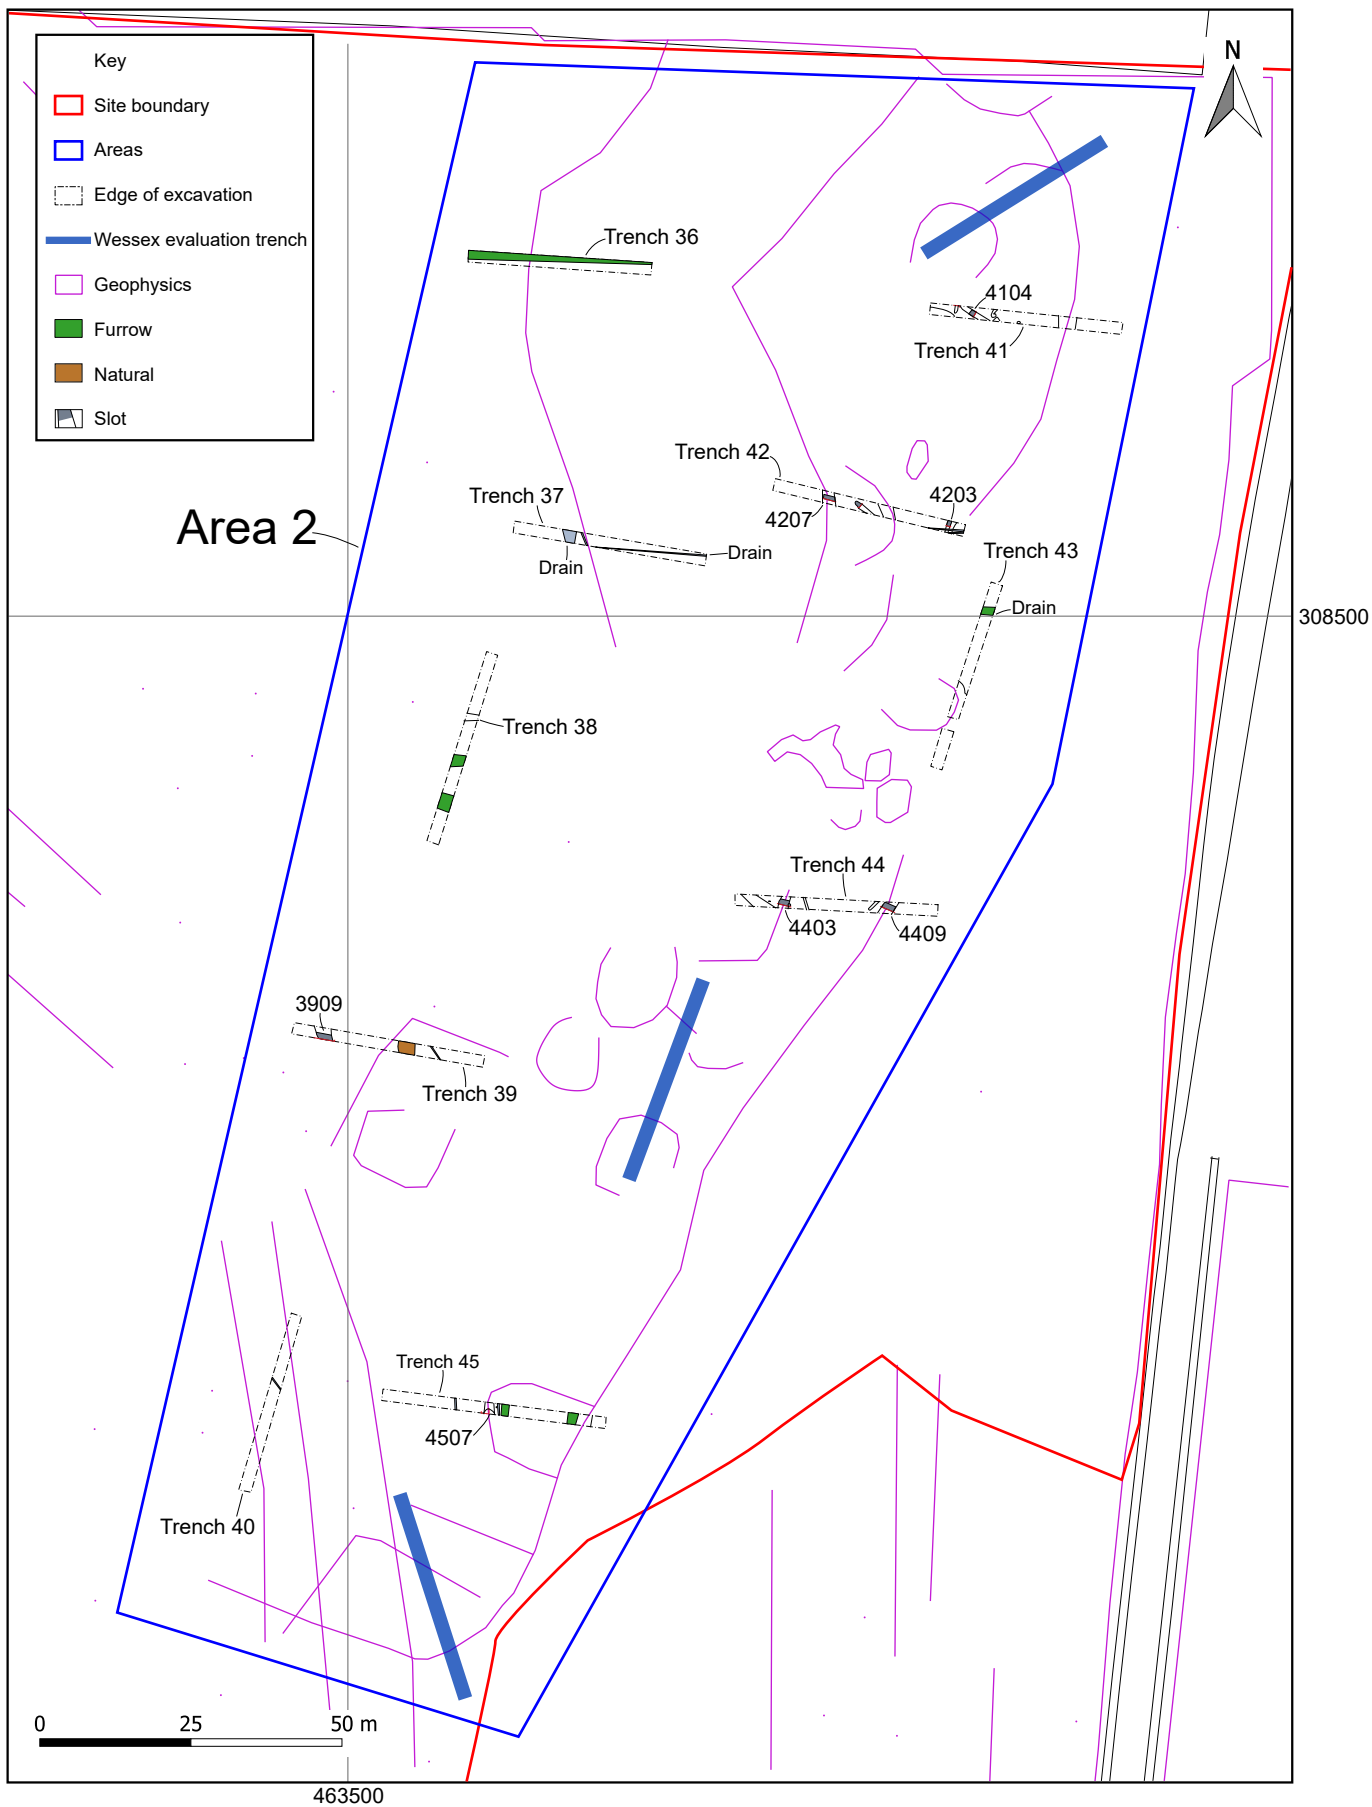 Key
Site boundary
Areas
Edge of excavation
Wessex evaluation trench
Geophysics
Furrow
Natural
Slot
N
Trench 36
4104
Trench 41
Trench 42
Trench 37
4203
4207
Area 2
Drain
Drain
Trench 43
Drain
308500
Trench 38
Trench 44
4403
4409
3909
Trench 39
Trench 45
4507
Trench 40
0 25 50 m
463500